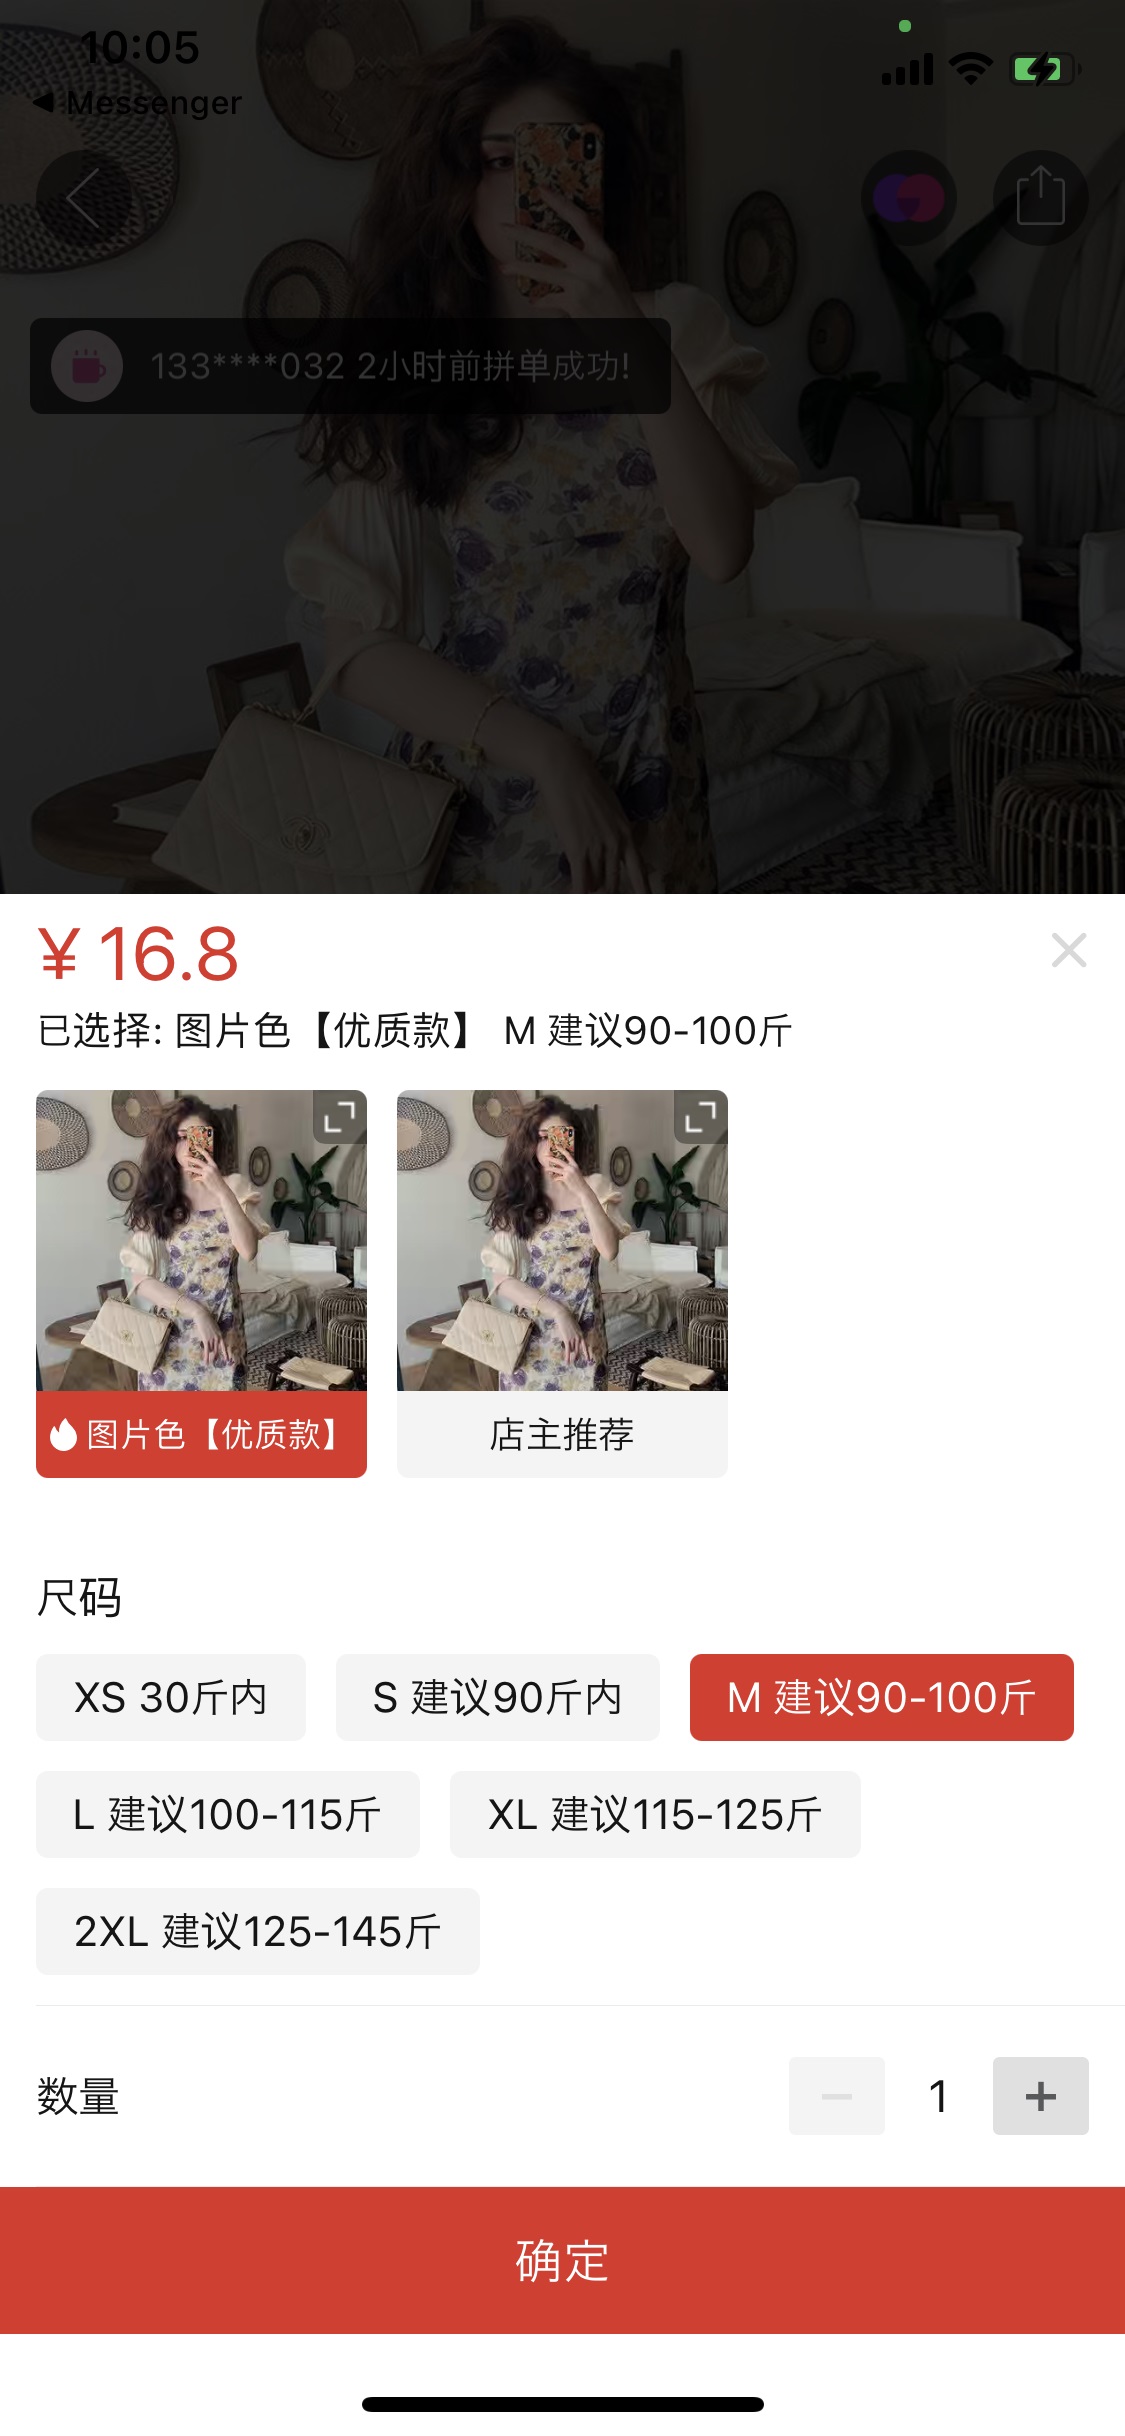 10:05
Messenger
133****032 2小时前拼单成功!
¥ 16.8
已选择: 图片色【优质款】 M 建议90-100斤
图片色【优质款】
店主推荐
尺码
XS 30斤内
S 建议90斤内
M 建议90-100斤
L 建议100-115斤
XL 建议115-125斤
2XL 建议125-145斤
数量
1
确定